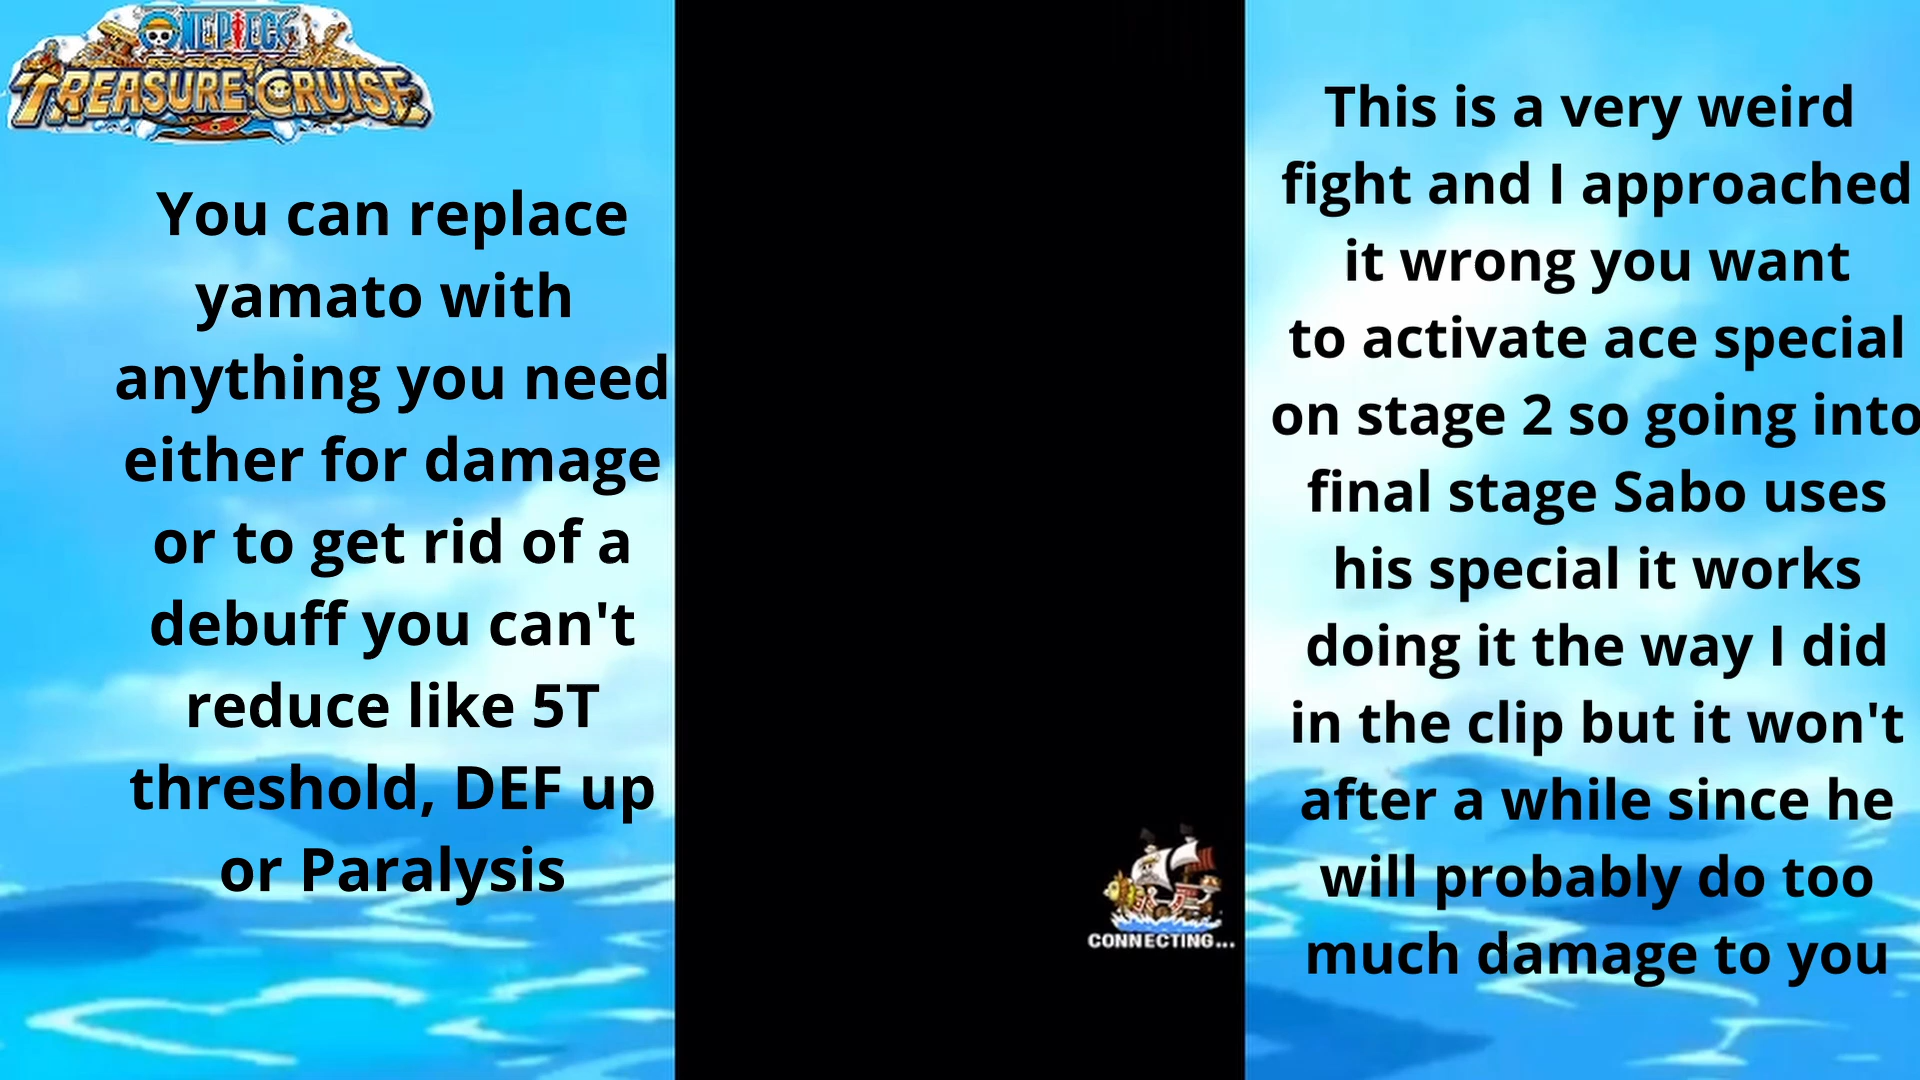 ONE PIECE
TREASURE CRUISE
You can replace
yamato with
anything you need
either for damage
or to get rid of a
debuff you can't
reduce like 5T
threshold, DEF up
or Paralysis
CONNECTING...
This is a very weird
fight and I approached
it wrong you want
to activate ace special
on stage 2 so going into
final stage Sabo uses
his special it works
doing it the way I did
in the clip but it won't
after a while since he
will probably do too
much damage to you